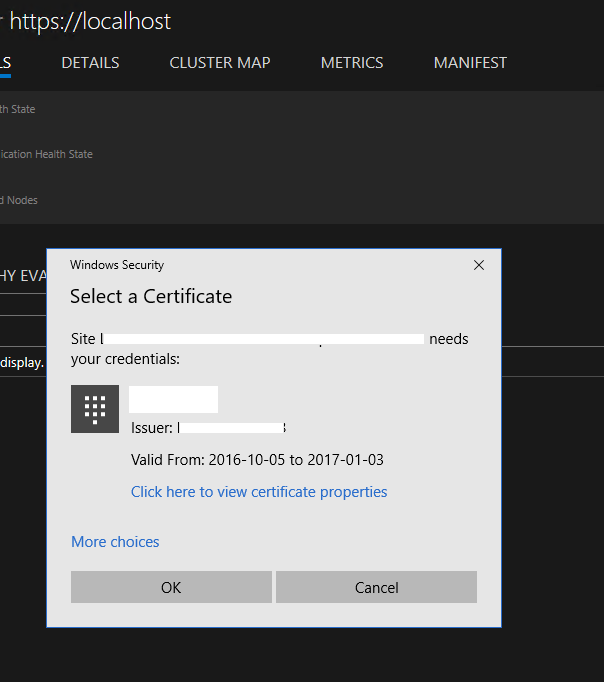 https://localhost
LS DETAILS CLUSTER MAP METRICS MANIFEST
th State
ication Health State
d Nodes
HY EVA
display.
Windows Security
Select a Certificate
Site needs
your credentials:
Issuer:
Valid From: 2016-10-05 to 2017-01-03
Click here to view certificate properties
More choices
OK Cancel